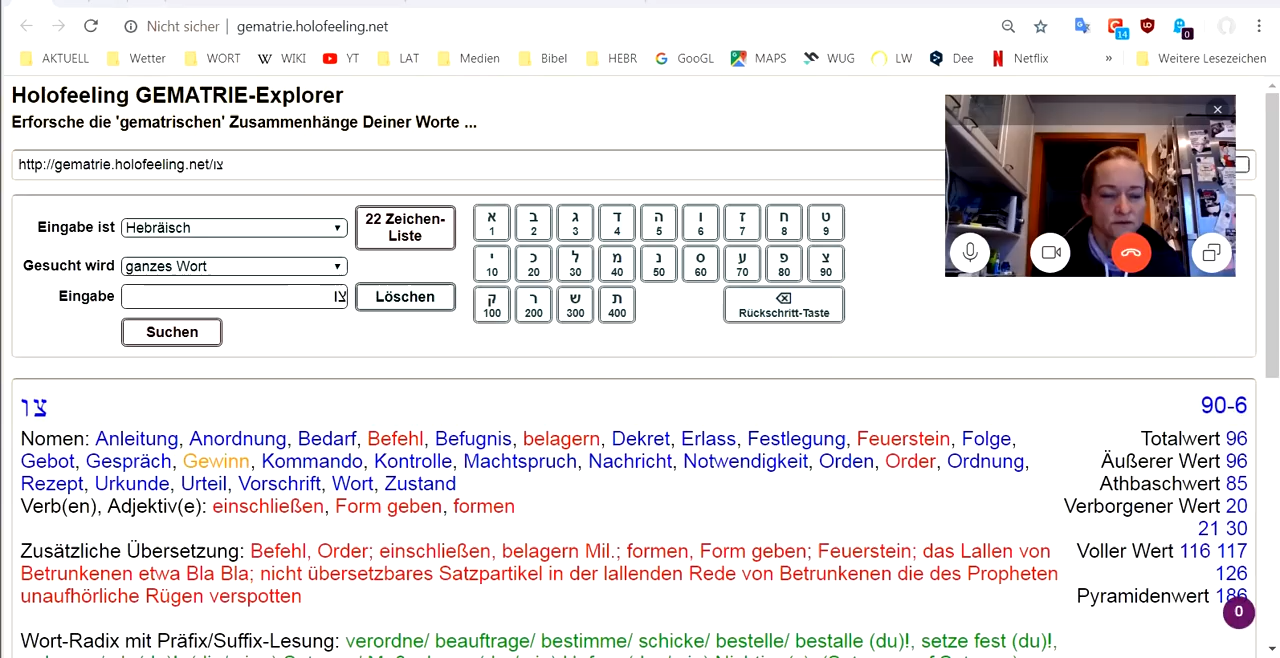 Nicht sicher | gematrie.holofeeling.net
14
0
AKTUELL Wetter WORT W WIKI YT LAT Medien Bibel HEBR GooGL MAPS WUG LW Dee Netflix » Weitere Lesezeichen
Holofeeling GEMATRIE-Explorer
Erforsche die 'gematrischen' Zusammenhänge Deiner Worte ...
http://gematrie.holofeeling.net/צו
Eingabe ist Hebräisch
22 Zeichen-
Liste
Gesucht wird ganzes Wort
Eingabe צו Löschen
Suchen
א ב ג ד ה ו ז ח ט
1 2 3 4 5 6 7 8 9
י כ ל מ נ ס ע פ צ
10 20 30 40 50 60 70 80 90
ק ר ש ת
100 200 300 400 Rückschritt-Taste
צו 90-6
Nomen: Anleitung, Anordnung, Bedarf, Befehl, Befugnis, belagern, Dekret, Erlass, Festlegung, Feuerstein, Folge,
Gebot, Gespräch, Gewinn, Kommando, Kontrolle, Machtspruch, Nachricht, Notwendigkeit, Orden, Order, Ordnung,
Rezept, Urkunde, Urteil, Vorschrift, Wort, Zustand
Verb(en), Adjektiv(e): einschließen, Form geben, formen
Totalwert 96
Äußerer Wert 96
Athbaschwert 85
Verborgener Wert 20
21 30
Voller Wert 116 117
126
Pyramidenwert 186
0
Zusätzliche Übersetzung: Befehl, Order; einschließen, belagern Mil.; formen, Form geben; Feuerstein; das Lallen von
Betrunkenen etwa Bla Bla; nicht übersetzbares Satzpartikel in der lallenden Rede von Betrunkenen die des Propheten
unaufhörliche Rügen verspotten
Wort-Radix mit Präfix/Suffix-Lesung: verordne/ beauftrage/ bestimme/ schicke/ bestelle/ bestalle (du)!, setze fest (du)!,